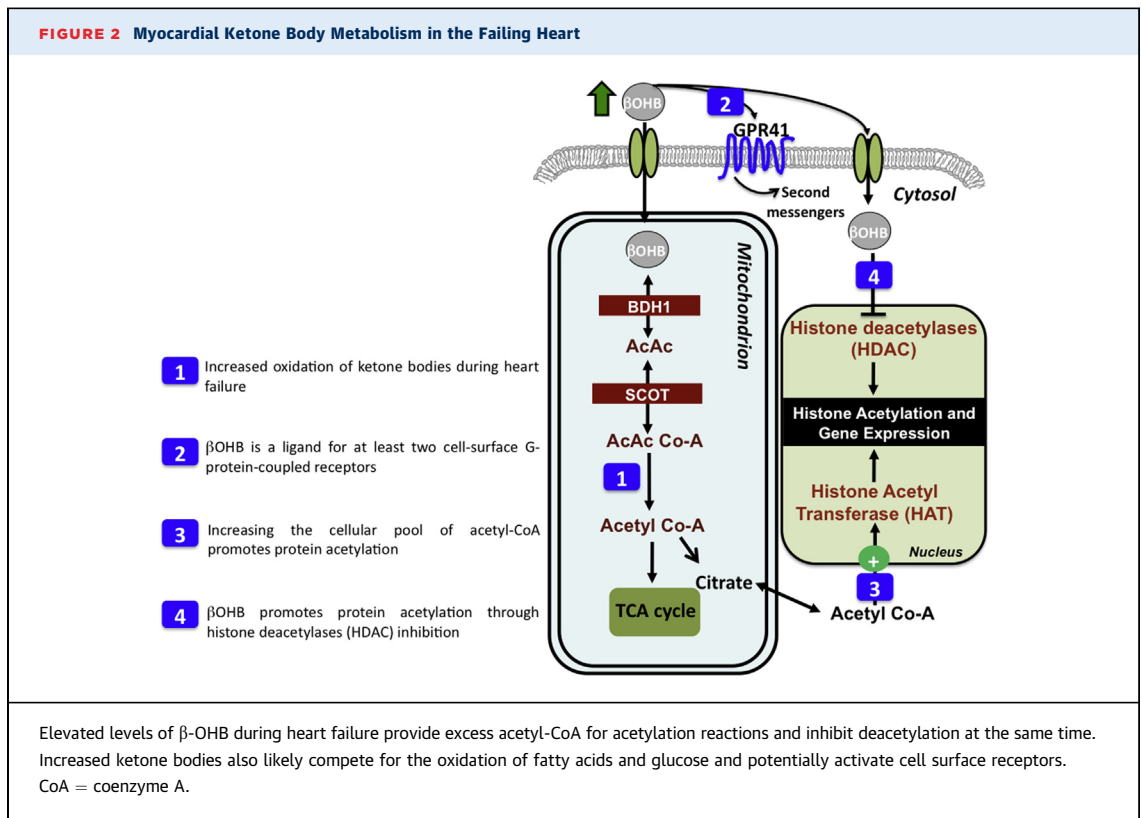 FIGURE 2 Myocardial Ketone Body Metabolism in the Failing Heart
βOHB
2
GPR41
Second
messengers
Cytosol
βOHB
4
Histone deacetylases
(HDAC)
Histone Acetylation and
Gene Expression
Histone Acetyl
Transferase (HAT)
Nucleus
+
3
Acetyl Co-A
Mitochondrion
βOHB
BDH1
AcAc
SCOT
AcAc Co-A
1
Acetyl Co-A
Citrate
TCA cycle
1 Increased oxidation of ketone bodies during heart
failure
2 βOHB is a ligand for at least two cell-surface G-
protein-coupled receptors
3 Increasing the cellular pool of acetyl-CoA
promotes protein acetylation
4 βOHB promotes protein acetylation through
histone deacetylases (HDAC) inhibition
Elevated levels of β-OHB during heart failure provide excess acetyl-CoA for acetylation reactions and inhibit deacetylation at the same time.
Increased ketone bodies also likely compete for the oxidation of fatty acids and glucose and potentially activate cell surface receptors.
CoA = coenzyme A.